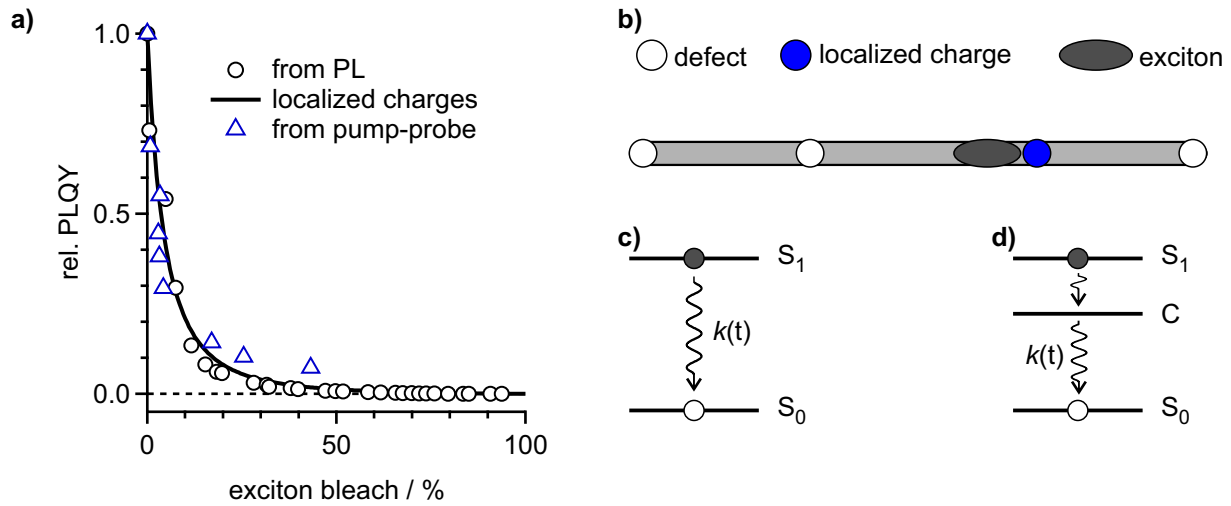 a)
1.0
0.5
0.0
rel. PLQY
from PL
localized charges
from pump-probe
0
50
100
exciton bleach / %
b)
defect
localized charge
exciton
c)
S₁
k(t)
S₀
d)
S₁
C
k(t)
S₀